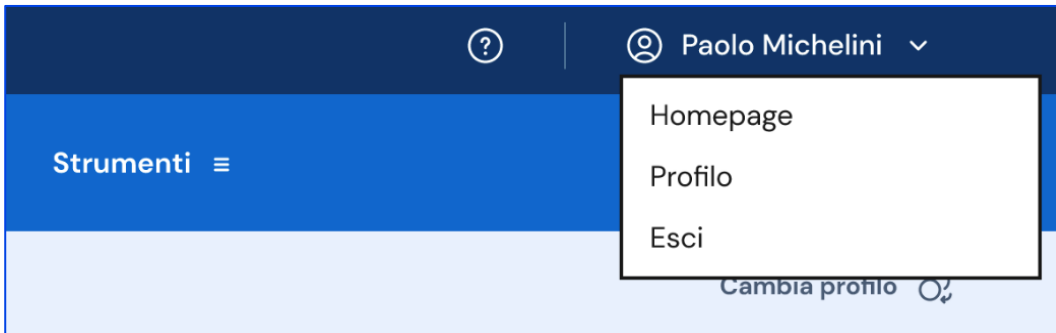 Paolo Michelini
Homepage
Strumenti
Profilo
Esci
Cambia profilo